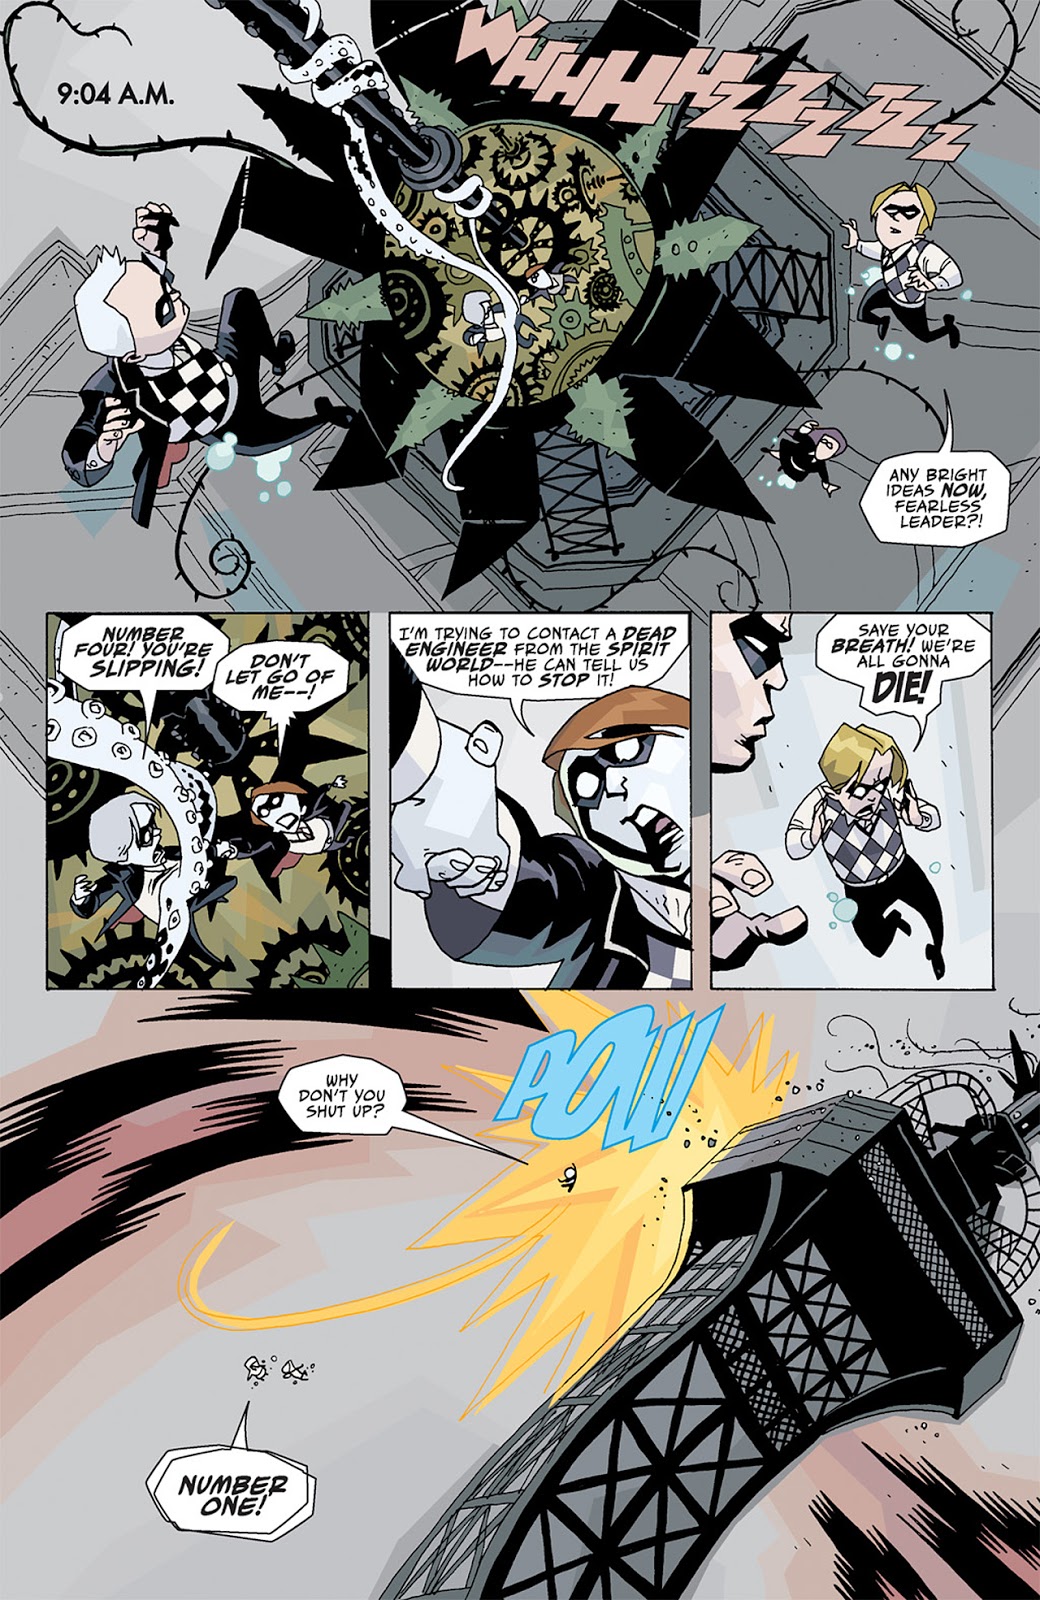 9:04 A.M.
WHHHHZZZZZZ
ANY BRIGHT
IDEAS NOW,
FEARLESS
LEADER?!
NUMBER
FOUR! YOU'RE
SLIPPING!
DON'T
LET GO OF
ME--!
I'M TRYING TO CONTACT A DEAD
ENGINEER FROM THE SPIRIT
WORLD--HE CAN TELL US
HOW TO STOP IT!
SAVE YOUR
BREATH! WE'RE
ALL GONNA
DIE!
POW
WHY
DON'T YOU
SHUT UP?
NUMBER
ONE!